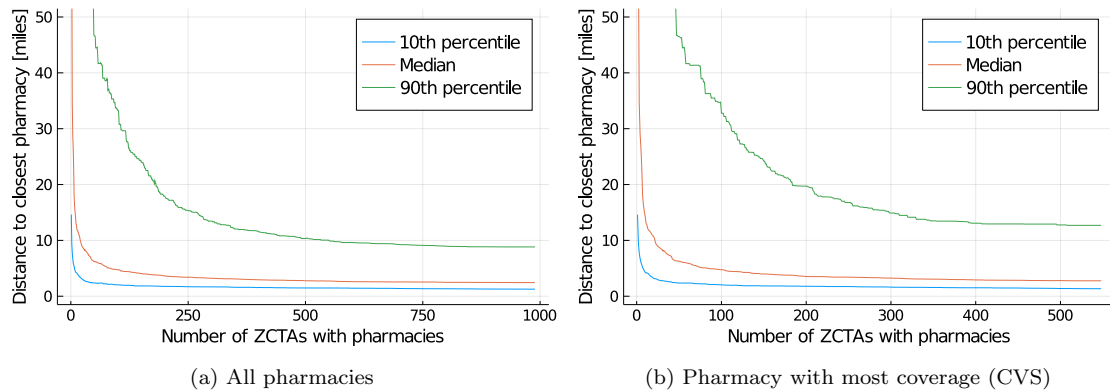 Distance to closest pharmacy [miles]
50
40
30
20
10
0
10th percentile
Median
90th percentile
0
250
500
750
1000
Number of ZCTAs with pharmacies
(a) All pharmacies
Distance to closest pharmacy [miles]
50
40
30
20
10
0
10th percentile
Median
90th percentile
0
100
200
300
400
500
Number of ZCTAs with pharmacies
(b) Pharmacy with most coverage (CVS)